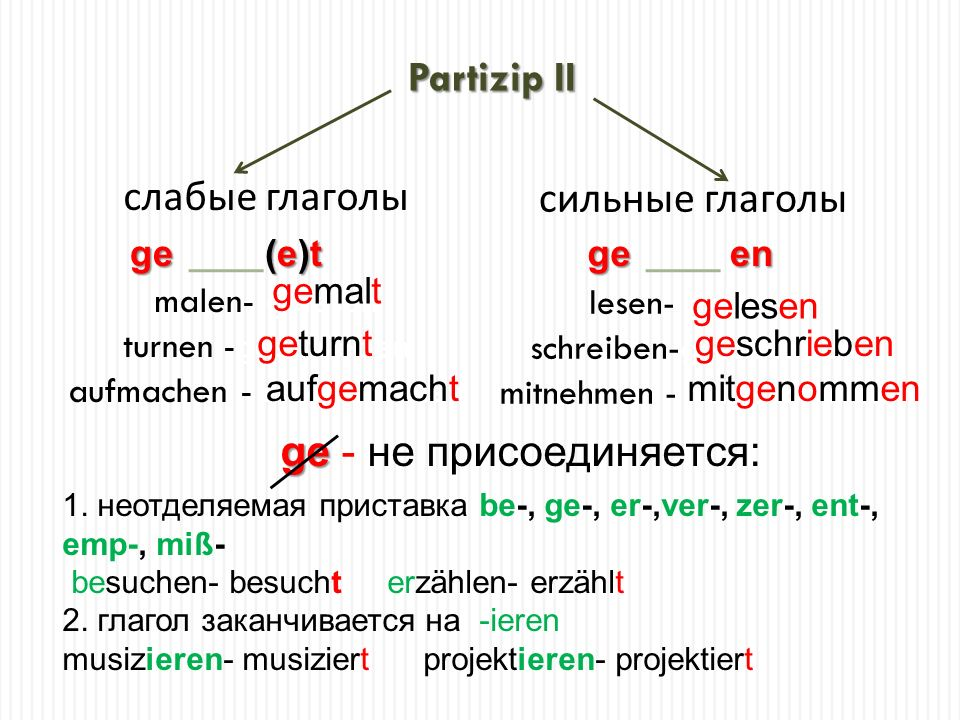 Partizip II
слабые глаголы сильные глаголы
ge ____(e)t ge ____ en
malen- gemalt lesen- gelesen
turnen - geturnt schreiben- geschrieben
aufmachen - aufgemacht mitnehmen - mitgenommen
ge - не присоединяется:
1. неотделяемая приставка be-, ge-, er-,ver-, zer-, ent-,
emp-, miß-
besuchen- besucht erzählen- erzählt
2. глагол заканчивается на -ieren
musizieren- musiziert projektieren- projektiert